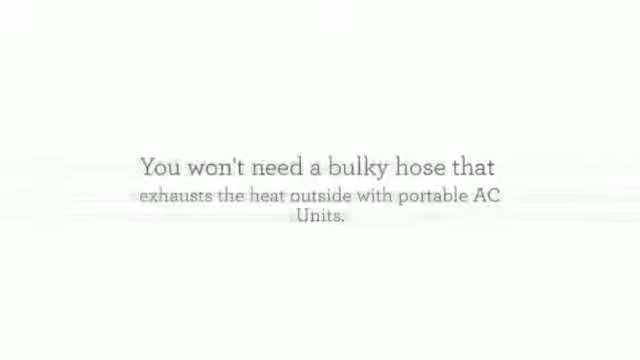 You won't need a bulky hose that
exhausts the heat outside with portable AC
Units.